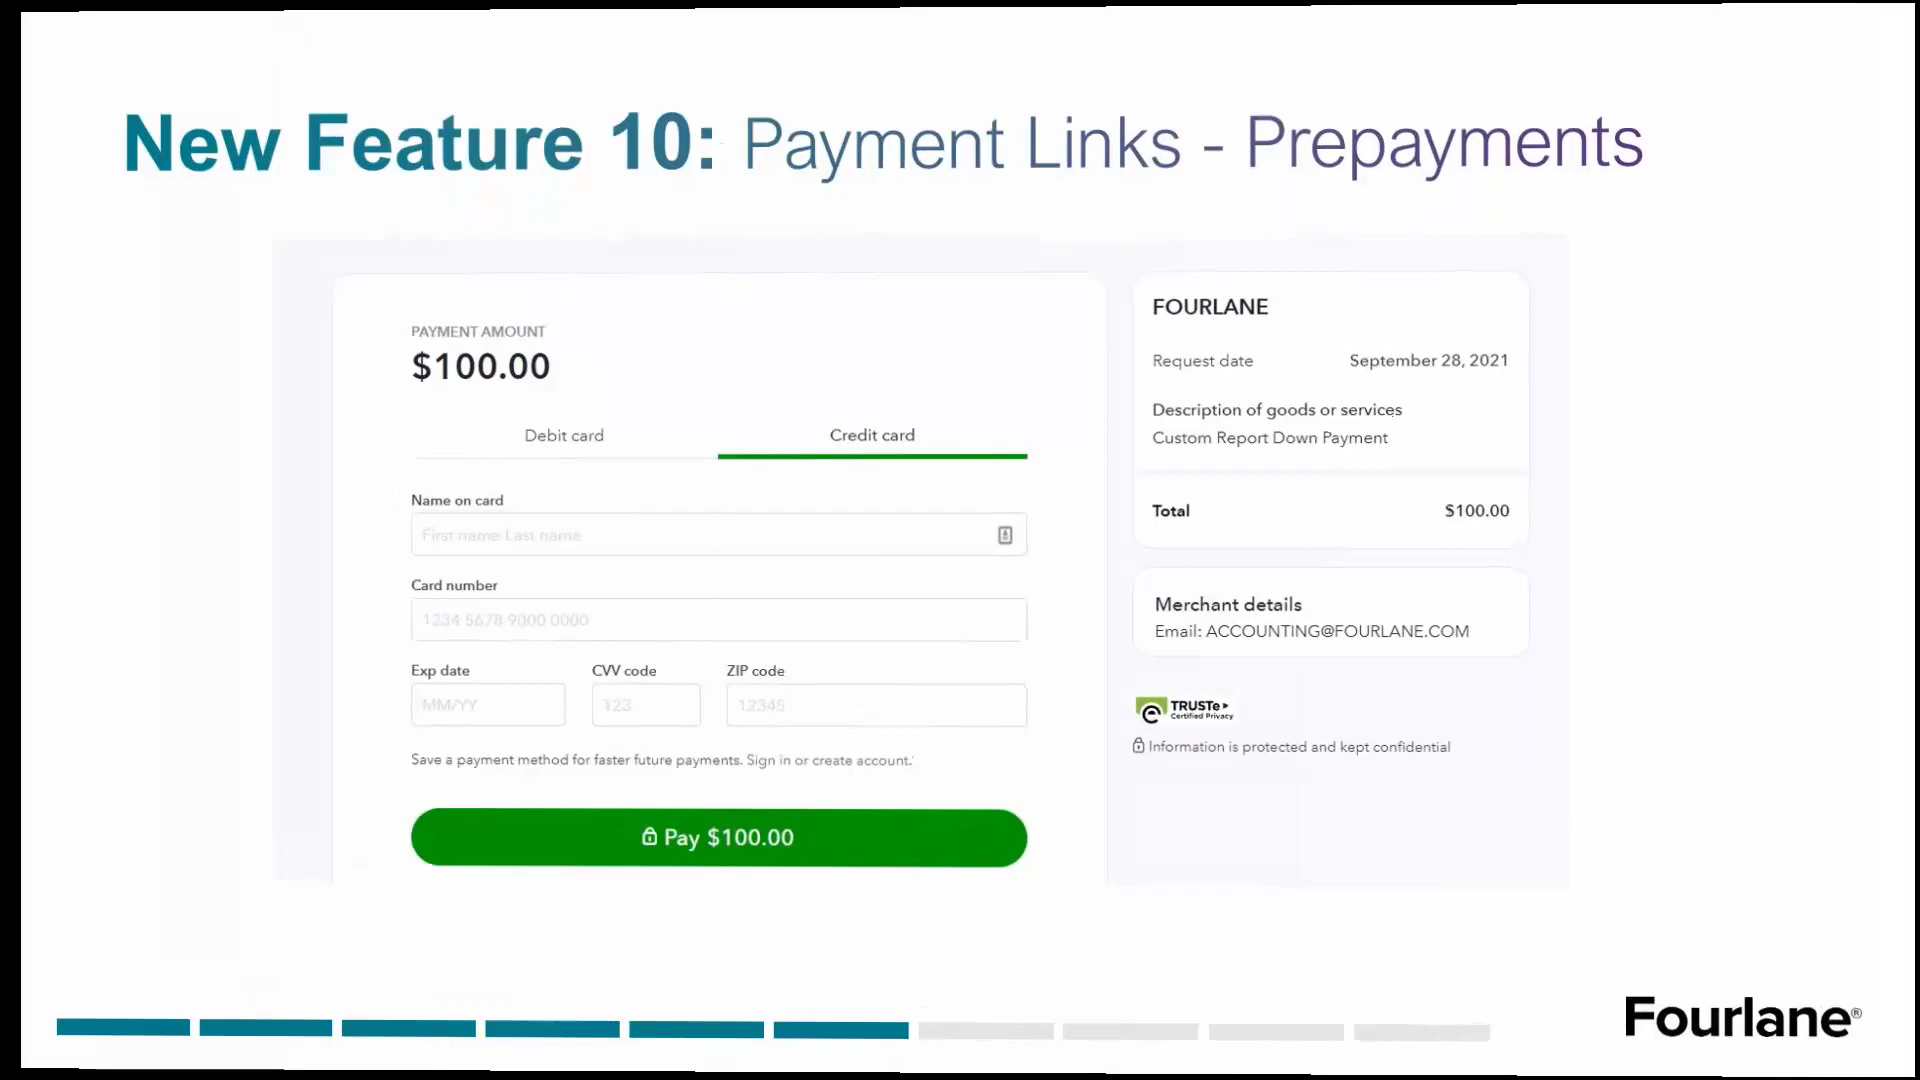 New Feature 10: Payment Links - Prepayments
PAYMENT AMOUNT
$100.00
Debit card
Credit card
Name on card
First name Last name
Card number
1234 5678 9000 0000
Exp date
CVV code
ZIP code
MM/YY
123
12345
Save a payment method for faster future payments. Sign in or create account.
Pay $100.00
FOURLANE
Request date
September 28, 2021
Description of goods or services
Custom Report Down Payment
Total
$100.00
Merchant details
Email: ACCOUNTING@FOURLANE.COM
TRUSTe
Certified Privacy
Information is protected and kept confidential
Fourlane®